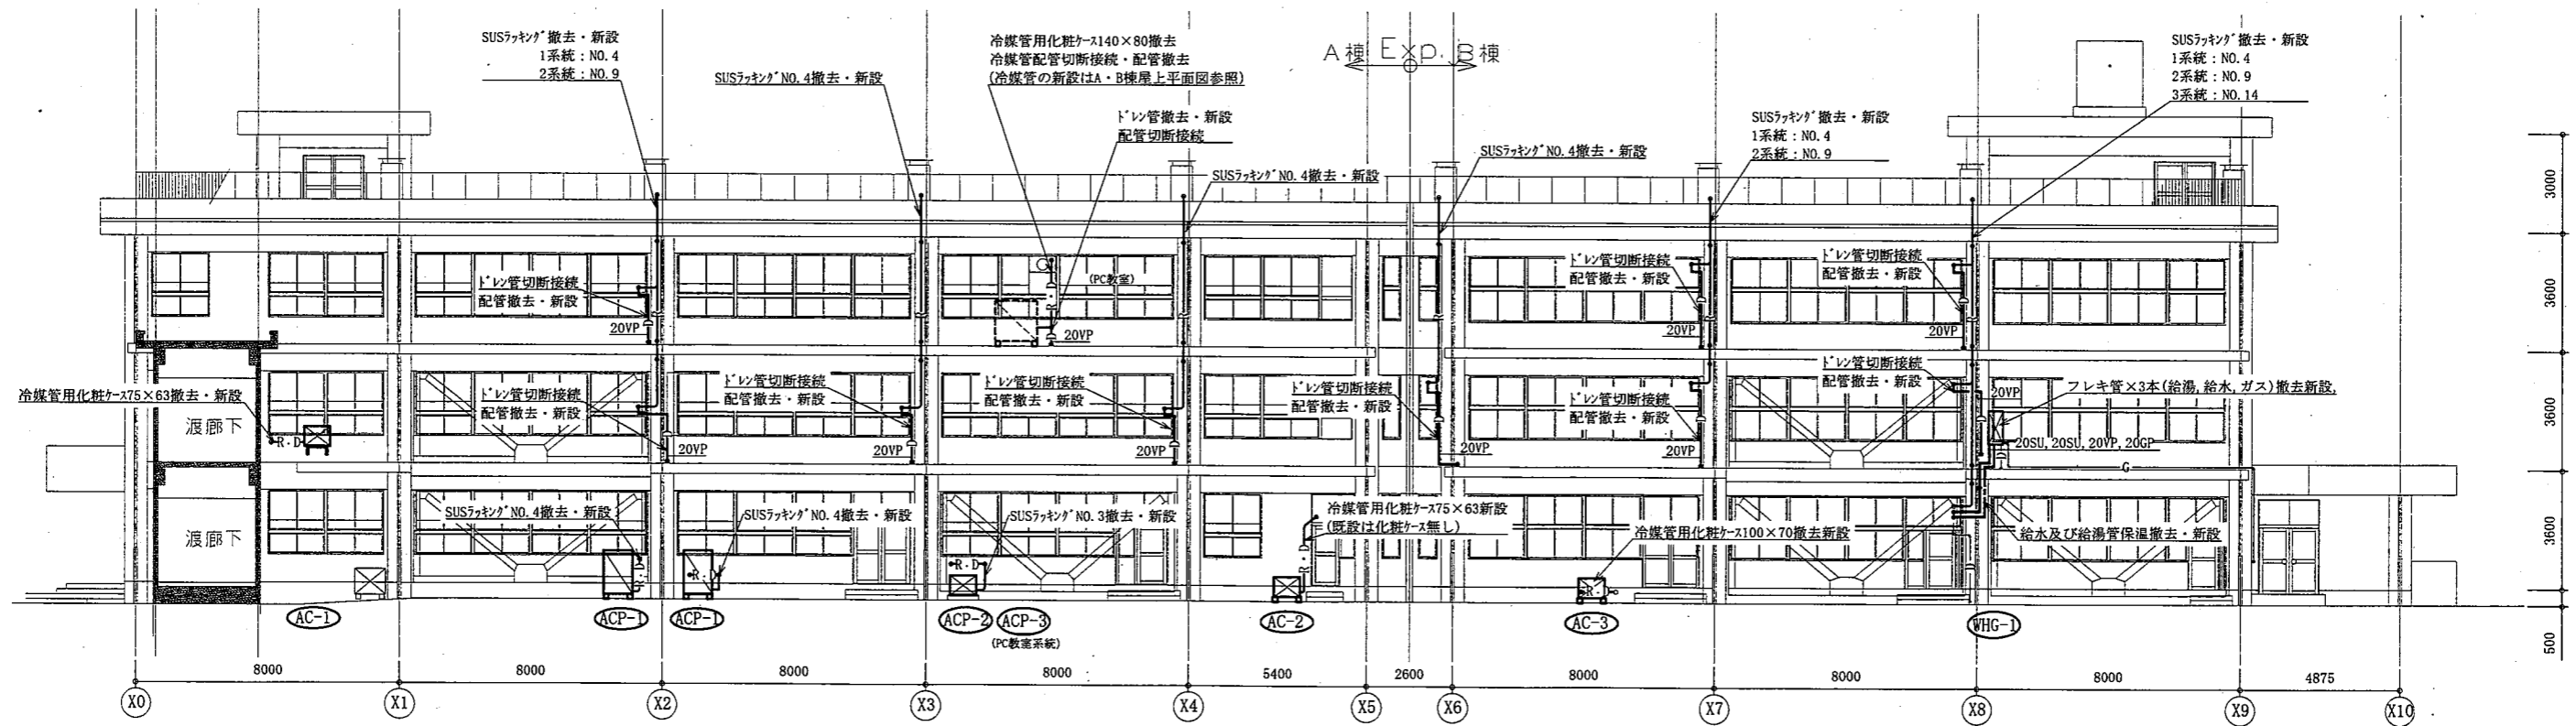 SUSラッキング撤去・新設
1系統：NO.4
2系統：NO.9
SUSラッキングNO.4撤去・新設
冷媒管用化粧ケース140×80撤去
冷媒管配管切断接続・配管撤去
(冷媒管の新設はA・B棟屋上平面図参照)
ドレン管撤去・新設
配管切断接続
SUSラッキングNO.4撤去・新設
A棟 Exp. B棟
SUSラッキングNO.4撤去・新設
SUSラッキング撤去・新設
1系統：NO.4
2系統：NO.9
SUSラッキング撤去・新設
1系統：NO.4
2系統：NO.9
3系統：NO.14
3000
ドレン管切断接続
配管撤去・新設
20VP
G
R
(PC教室)
20VP
ドレン管切断接続
配管撤去・新設
20VP
ドレン管切断接続
配管撤去・新設
20VP
3600
冷媒管用化粧ケース75×63撤去・新設
渡廊下
R・D
ドレン管切断接続
配管撤去・新設
20VP
ドレン管切断接続
配管撤去・新設
20VP
ドレン管切断接続
配管撤去・新設
20VP
ドレン管切断接続
配管撤去・新設
20VP
ドレン管切断接続
配管撤去・新設
20VP
ドレン管切断接続
配管撤去・新設
20VP
フレキ管×3本(給湯,給水,ガス)撤去新設,
20SU,20SU,20VP,20GP
G
3600
渡廊下
SUSラッキングNO.4撤去・新設
SUSラッキングNO.4撤去・新設
R・D
SUSラッキングNO.3撤去・新設
R・D
冷媒管用化粧ケース75×63新設
(既設は化粧ケース無し)
R・D
冷媒管用化粧ケース100×70撤去新設
R・D
給水及び給湯管保温撤去・新設
3600
AC-1
ACP-1
ACP-1
ACP-2
ACP-3
(PC教室系統)
AC-2
AC-3
WHG-1
500
8000
8000
8000
8000
5400
2600
8000
8000
8000
4875
X0
X1
X2
X3
X4
X5
X6
X7
X8
X9
X10